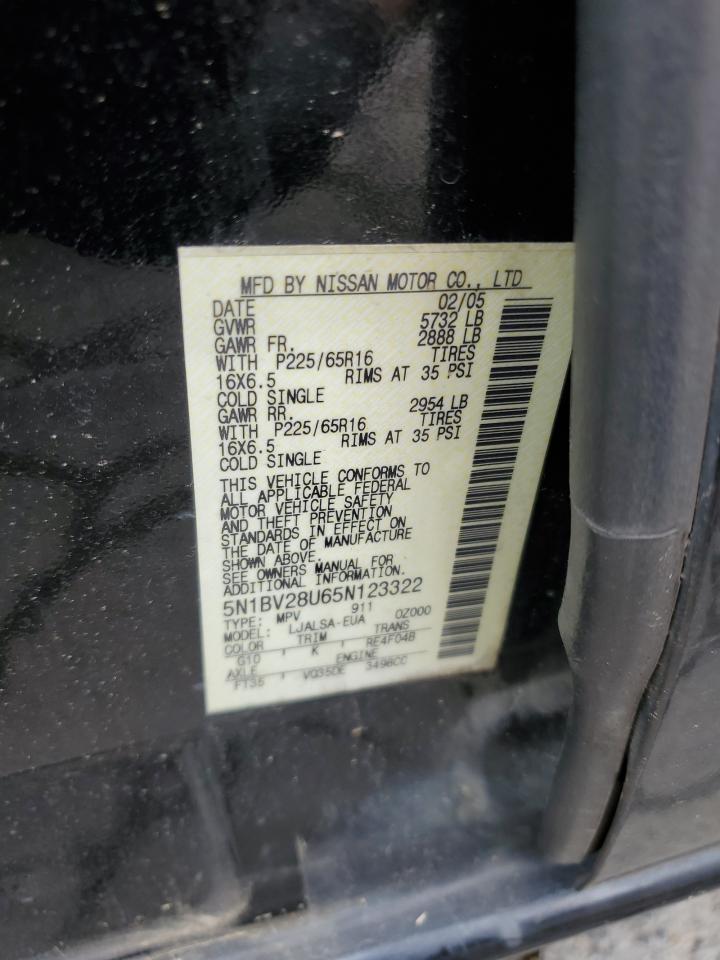 MFD BY NISSAN MOTOR CO., LTD
DATE 02/05
GVWR 5732 LB
GAWR FR. 2888 LB
WITH P225/65R16 TIRES
16X6.5 RIMS AT 35 PSI
COLD SINGLE
GAWR RR. 2954 LB
WITH P225/65R16 TIRES
16X6.5 RIMS AT 35 PSI
COLD SINGLE
THIS VEHICLE CONFORMS TO
ALL APPLICABLE FEDERAL
MOTOR VEHICLE SAFETY
AND THEFT PREVENTION
STANDARDS IN EFFECT ON
THE DATE OF MANUFACTURE
SHOWN ABOVE.
SEE OWNERS MANUAL FOR
ADDITIONAL INFORMATION.
5N1BV28U65N123322
TYPE: MPV 911 0Z000
MODEL: LJALSA-EUA
COLOR TRIM TRANS
G10 K RE4F04B
AXLE ENGINE
FT35 VQ35DE 3498CC